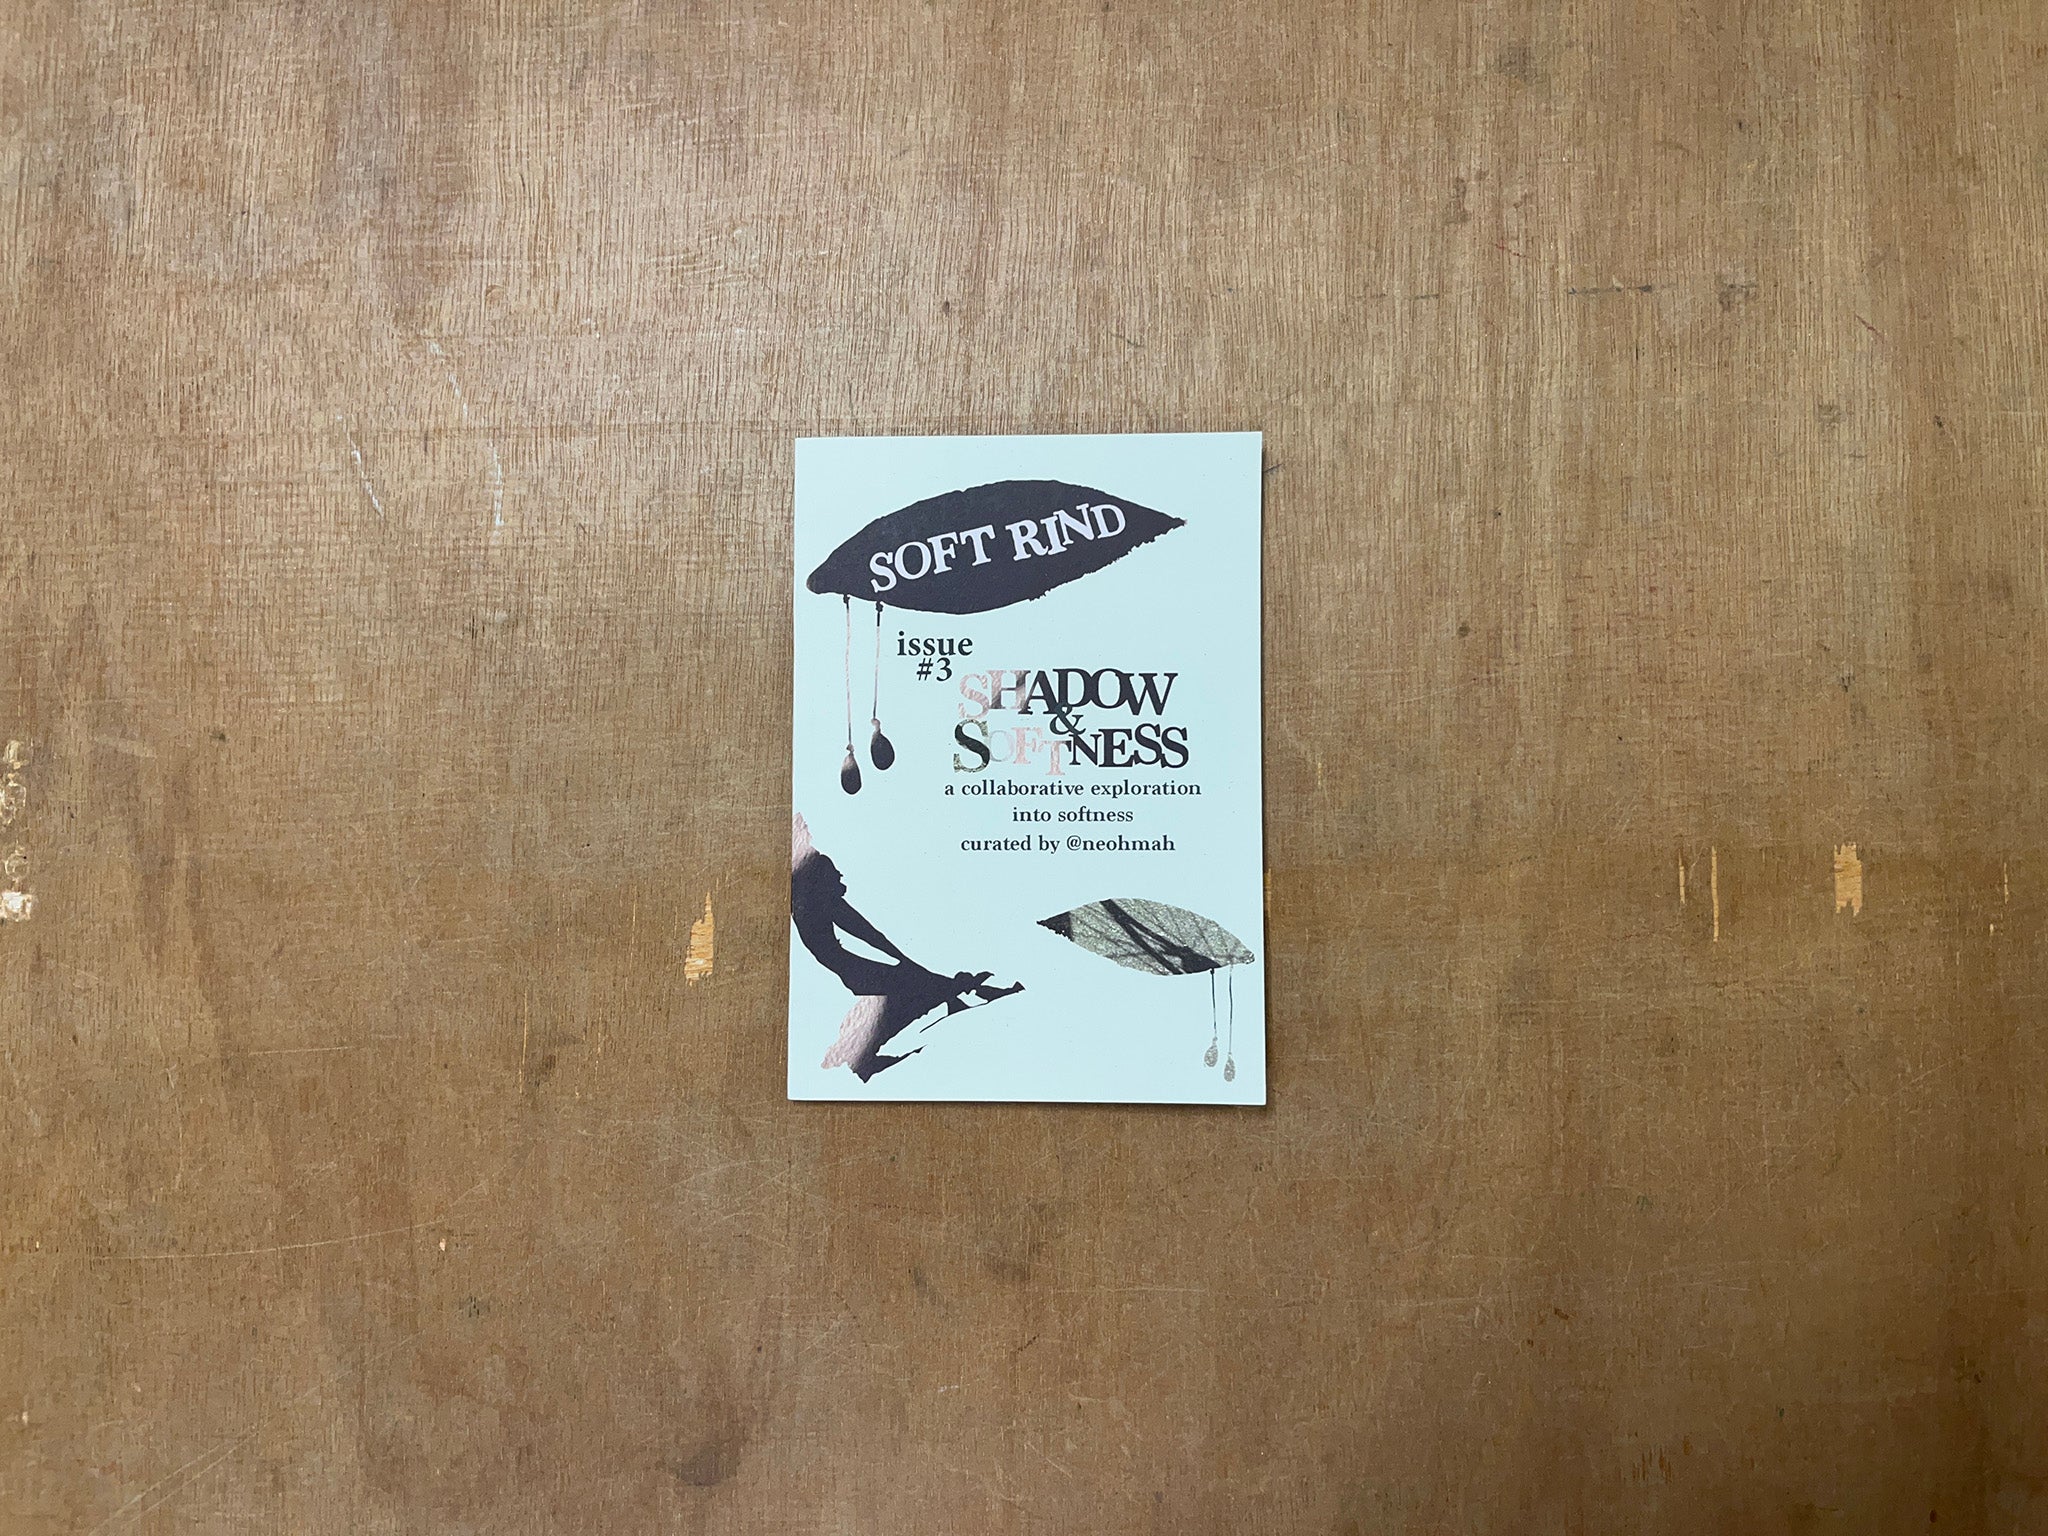 SOFT RIND
issue
#3
SHADOW
&
SOFTNESS
a collaborative exploration
into softness
curated by @neohmah